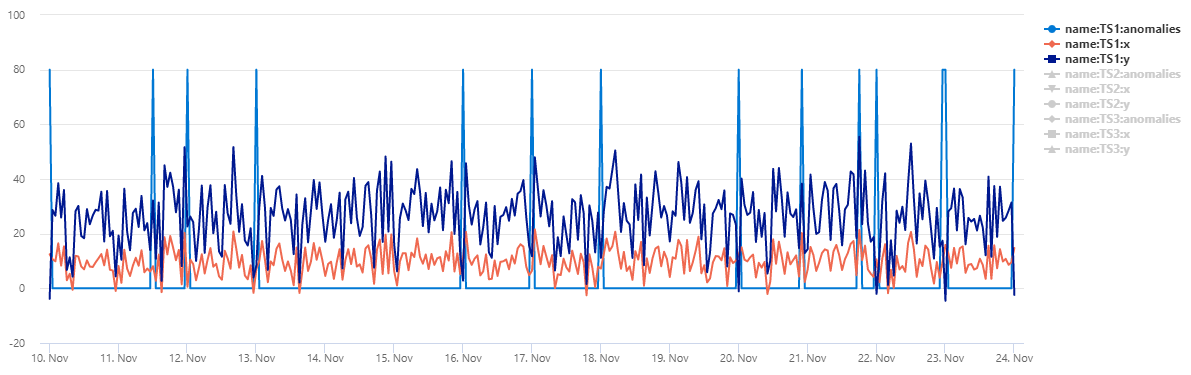 100
80
60
40
20
0
-20
10. Nov 11. Nov 12. Nov 13. Nov 14. Nov 15. Nov 16. Nov 17. Nov 18. Nov 19. Nov 20. Nov 21. Nov 22. Nov 23. Nov 24. Nov
name:TS1:anomalies
name:TS1:x
name:TS1:y
name:TS2:anomalies
name:TS2:x
name:TS2:y
name:TS3:anomalies
name:TS3:x
name:TS3:y